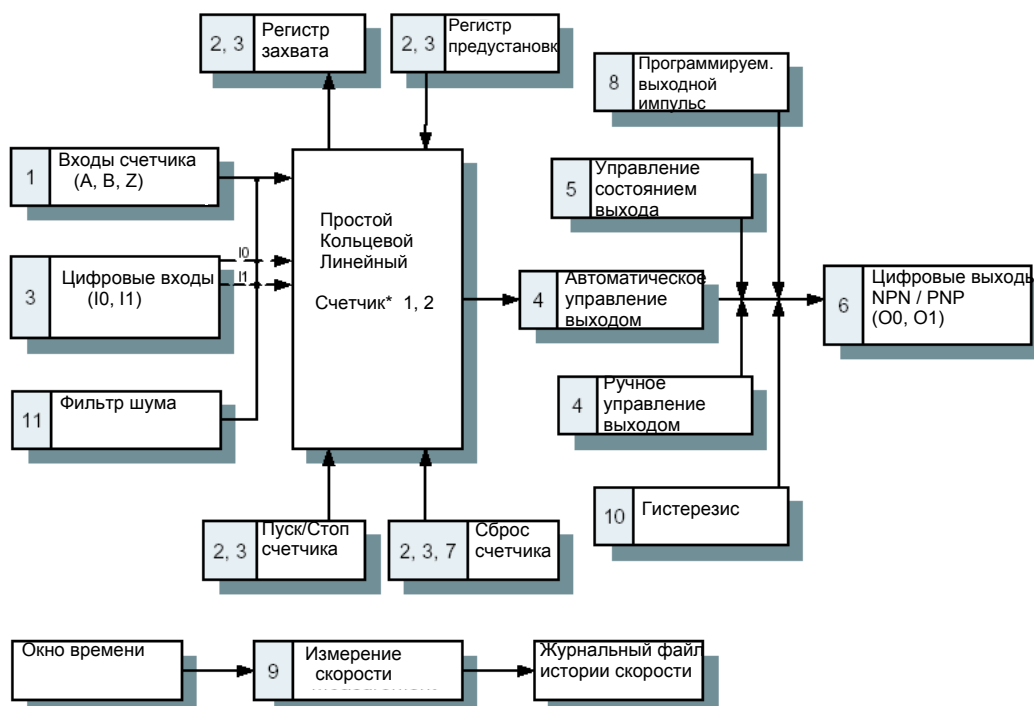 2, 3
Регистр
захвата
2, 3
Регистр
предустановк
8
Программируем.
выходной
импульс
1
Входы счетчика
(A, B, Z)
5
Управление
состоянием
выхода
Простой
Кольцевой
Линейный
Счетчик* 1, 2
3
Цифровые входы
(I0, I1)
I0
I1
4
Автоматическое
управление
выходом
6
Цифровые выходы
NPN / PNP
(O0, O1)
11
Фильтр шума
4
Ручное
управление
выходом
2, 3
Пуск/Стоп
счетчика
2, 3, 7
Сброс
счетчика
10
Гистерезис
Окно времени
9
Измерение
скорости
Журнальный файл
истории скорости